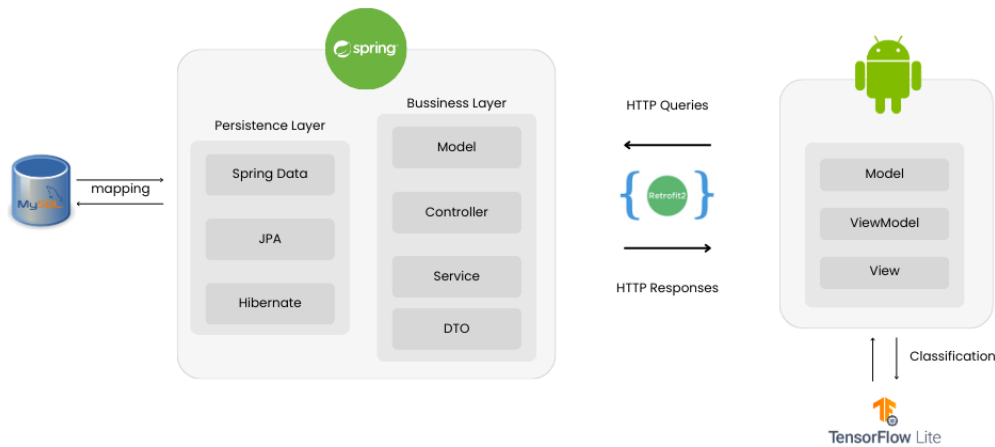 spring
Bussiness Layer
Persistence Layer
Model
Spring Data
Controller
JPA
Service
Hibernate
DTO
MySQL
mapping
HTTP Queries
Retrofit2
HTTP Responses
Model
ViewModel
View
Classification
TensorFlow Lite